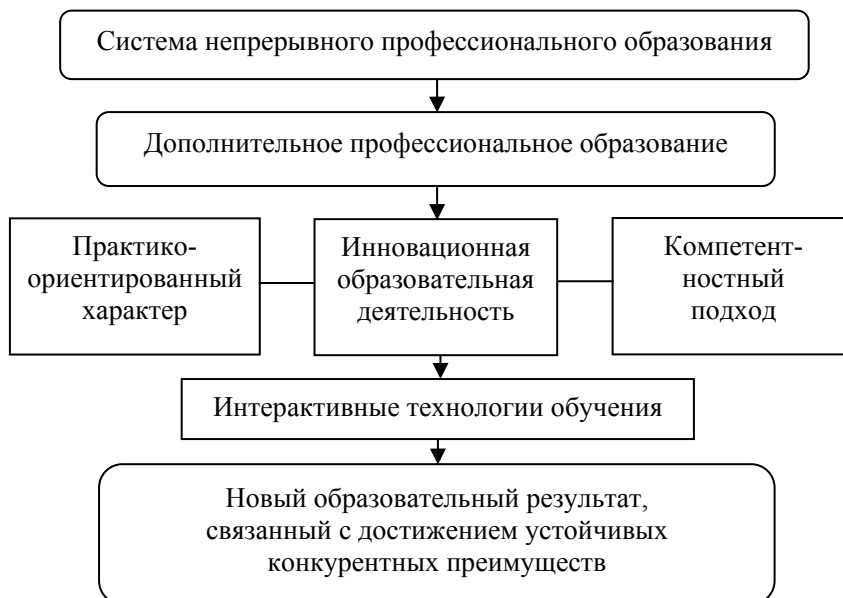 Система непрерывного профессионального образования
Дополнительное профессиональное образование
Практико-
ориентированный
характер
Инновационная
образовательная
деятельность
Компетент-
ностный
подход
Интерактивные технологии обучения
Новый образовательный результат,
связанный с достижением устойчивых
конкурентных преимуществ